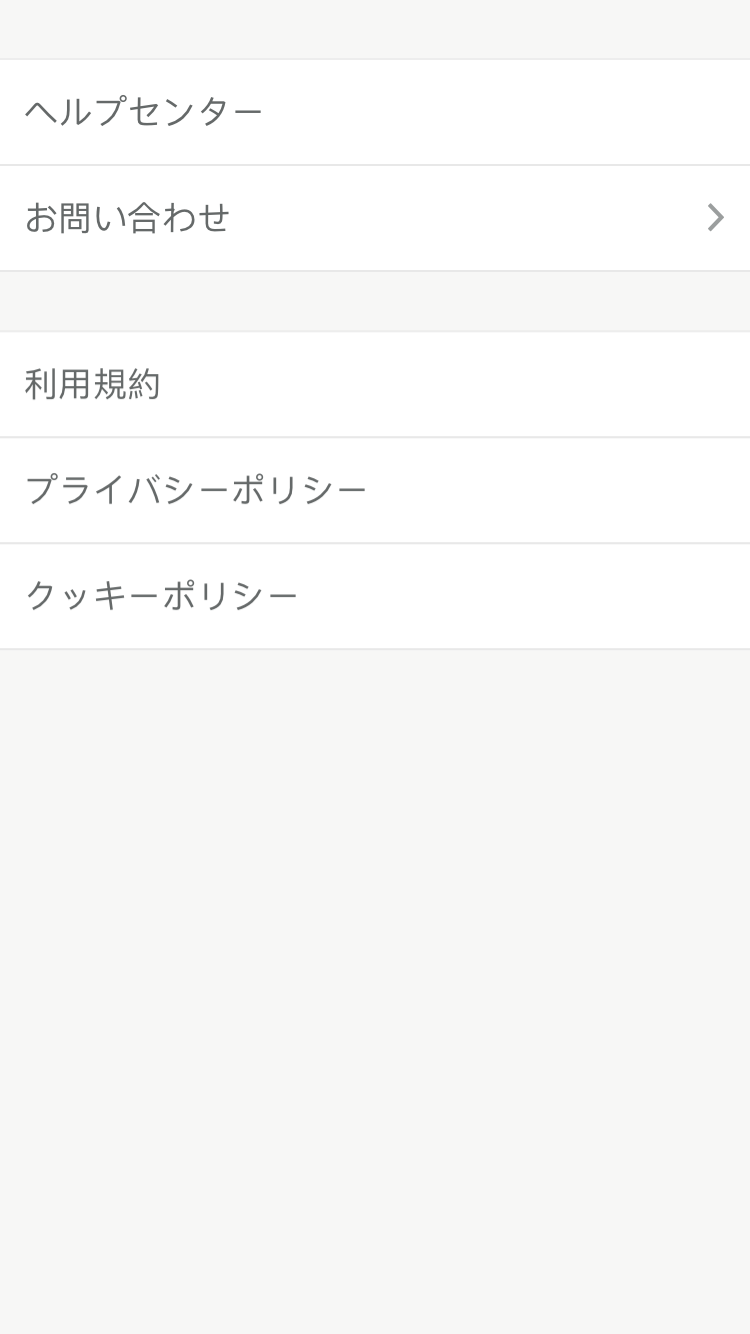 ヘルプセンター
お問い合わせ
利用規約
プライバシーポリシー
クッキーポリシー